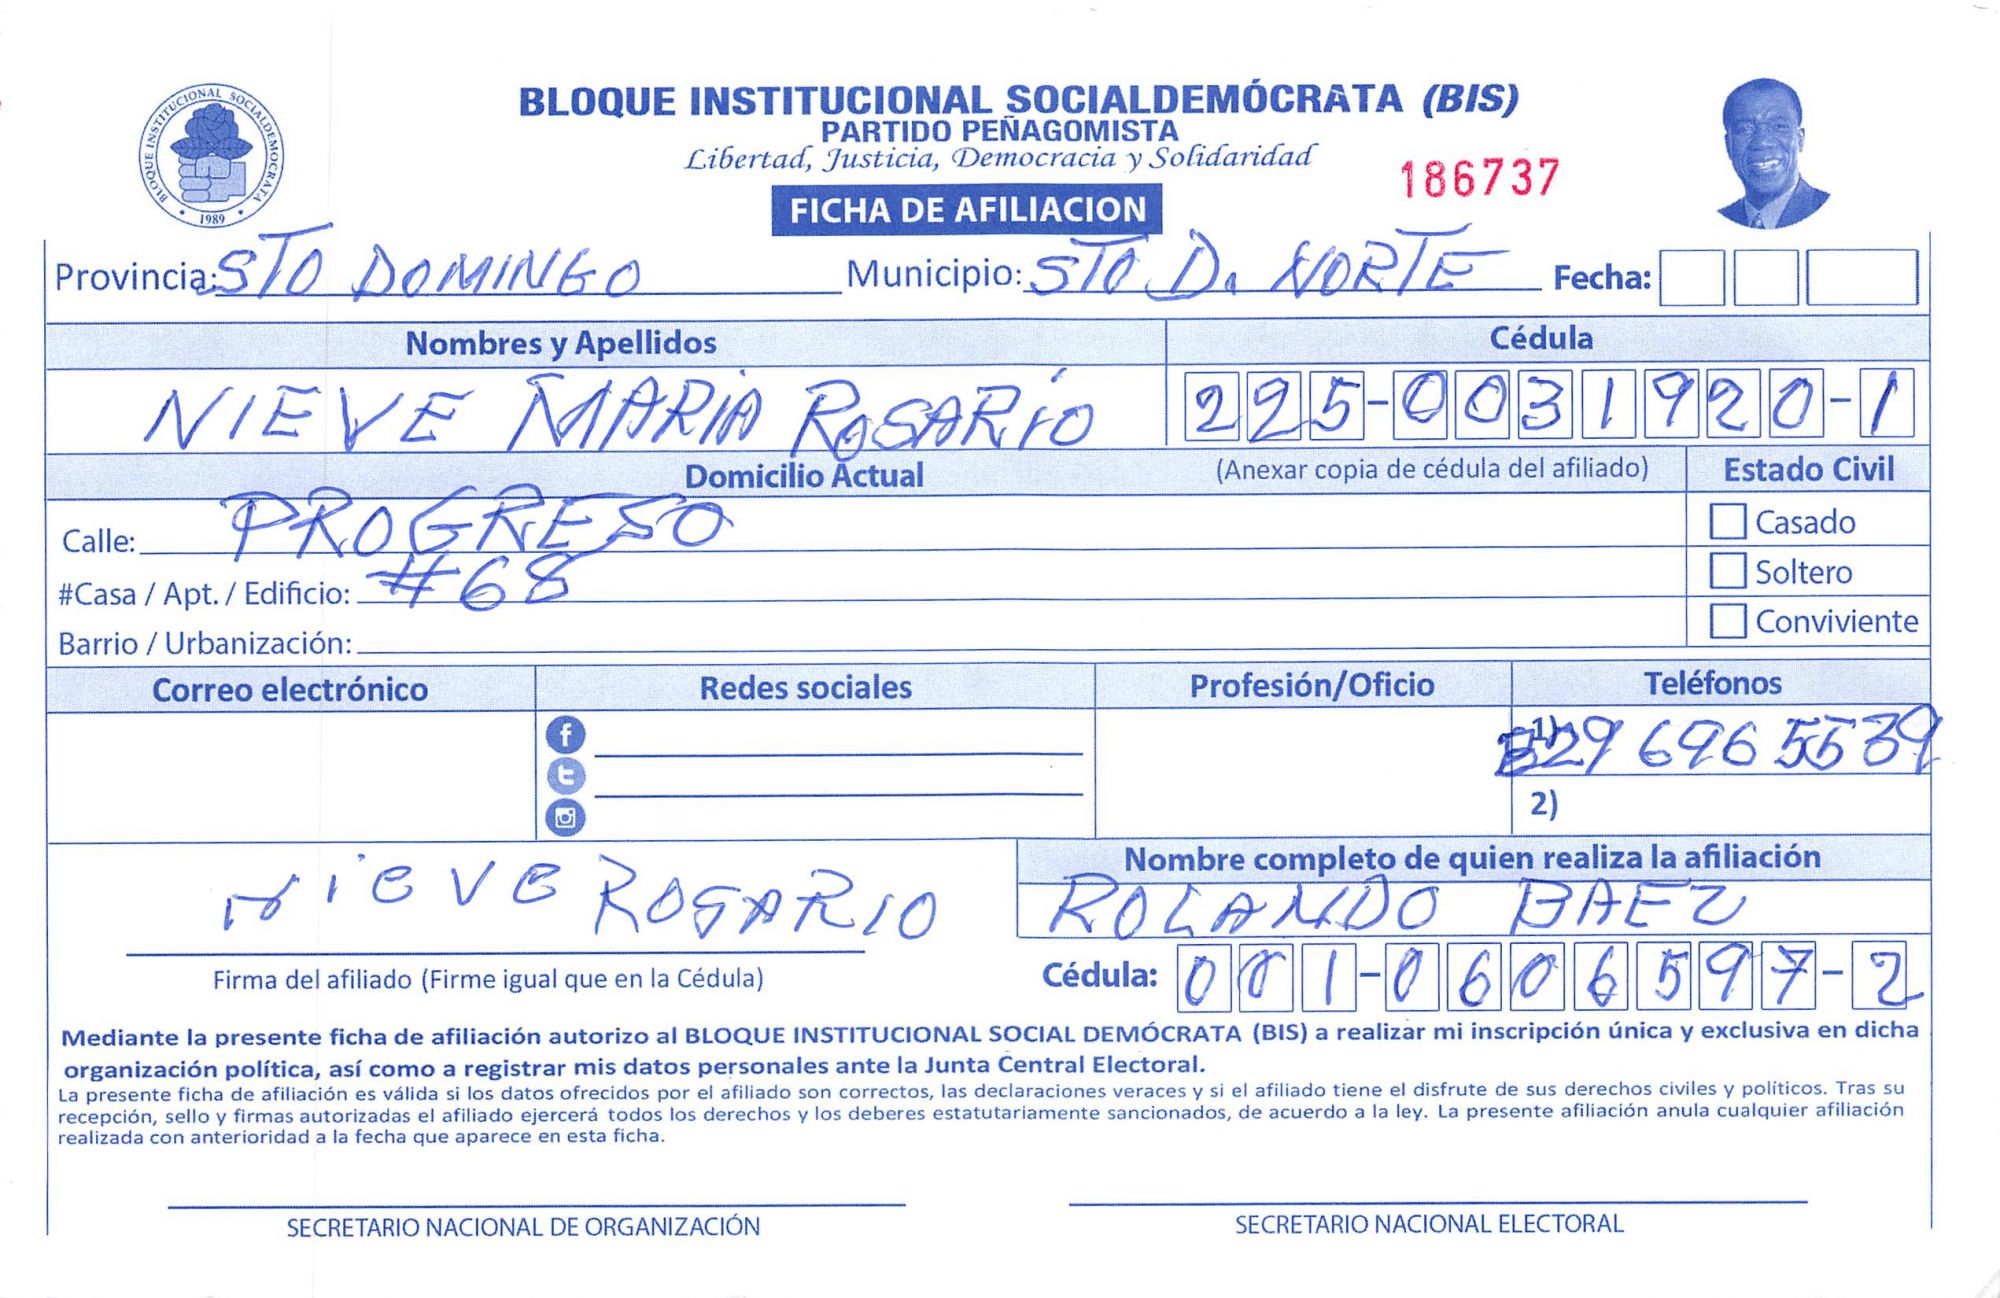 BLOQUE INSTITUCIONAL SOCIALDEMOCRATA
1989
BLOQUE INSTITUCIONAL SOCIALDEMÓCRATA (BIS)
PARTIDO PEÑAGOMISTA
Libertad, Justicia, Democracia y Solidaridad
186737
FICHA DE AFILIACION
Provincia: STO DOMINGO Municipio: STO D. NORTE Fecha:
Nombres y Apellidos Cédula
NIEVE MARIA ROSARIO 225-0031920-1
Domicilio Actual (Anexar copia de cédula del afiliado) Estado Civil
Calle: PROGRESO Casado
#Casa / Apt. / Edificio: #68 Soltero
Barrio / Urbanización: Conviviente
Correo electrónico Redes sociales Profesión/Oficio Teléfonos
1) 829 696 5539
2)
NIEVE ROSARIO
Nombre completo de quien realiza la afiliación
ROLANDO BAEZ
Firma del afiliado (Firme igual que en la Cédula) Cédula: 001-0606597-2
Mediante la presente ficha de afiliación autorizo al BLOQUE INSTITUCIONAL SOCIAL DEMÓCRATA (BIS) a realizar mi inscripción única y exclusiva en dicha
organización política, así como a registrar mis datos personales ante la Junta Central Electoral.
La presente ficha de afiliación es válida si los datos ofrecidos por el afiliado son correctos, las declaraciones veraces y si el afiliado tiene el disfrute de sus derechos civiles y políticos. Tras su
recepción, sello y firmas autorizadas el afiliado ejercerá todos los derechos y los deberes estatutariamente sancionados, de acuerdo a la ley. La presente afiliación anula cualquier afiliación
realizada con anterioridad a la fecha que aparece en esta ficha.
SECRETARIO NACIONAL DE ORGANIZACIÓN SECRETARIO NACIONAL ELECTORAL